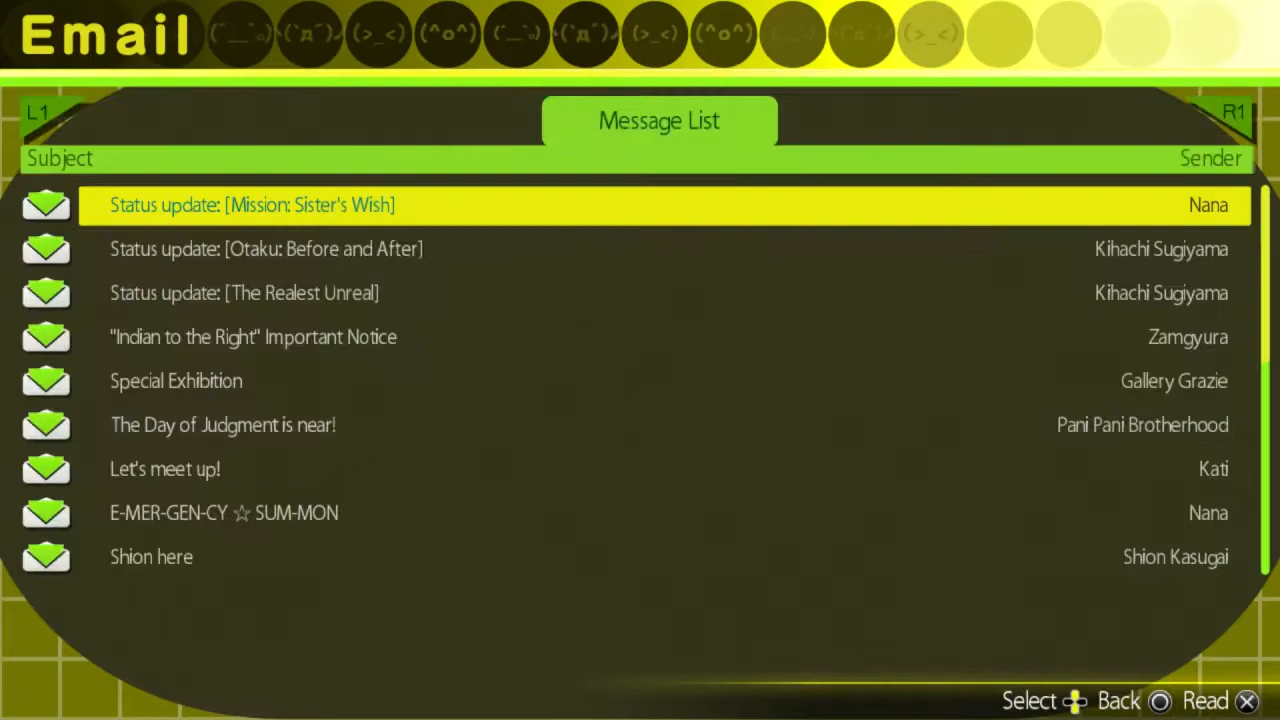 Email
L1
Message List
R1
Subject Sender
Status update: [Mission: Sister's Wish] Nana
Status update: [Otaku: Before and After] Kihachi Sugiyama
Status update: [The Realest Unreal] Kihachi Sugiyama
"Indian to the Right" Important Notice Zamgyura
Special Exhibition Gallery Grazie
The Day of Judgment is near! Pani Pani Brotherhood
Let's meet up! Kati
E-MER-GEN-CY ☆ SUM-MON Nana
Shion here Shion Kasugai
Select Back Read